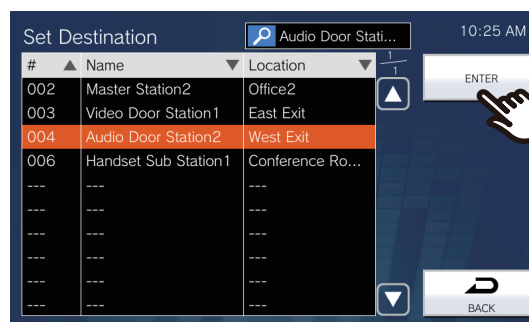 Set Destination Audio Door Stati... 10:25 AM
# ▲ Name ▼ Location ▼ 1/1
ENTER
002 Master Station2 Office2
003 Video Door Station1 East Exit
004 Audio Door Station2 West Exit
006 Handset Sub Station1 Conference Ro...
--- --- ---
--- --- ---
--- --- ---
--- --- ---
--- --- ---
--- --- ---
BACK